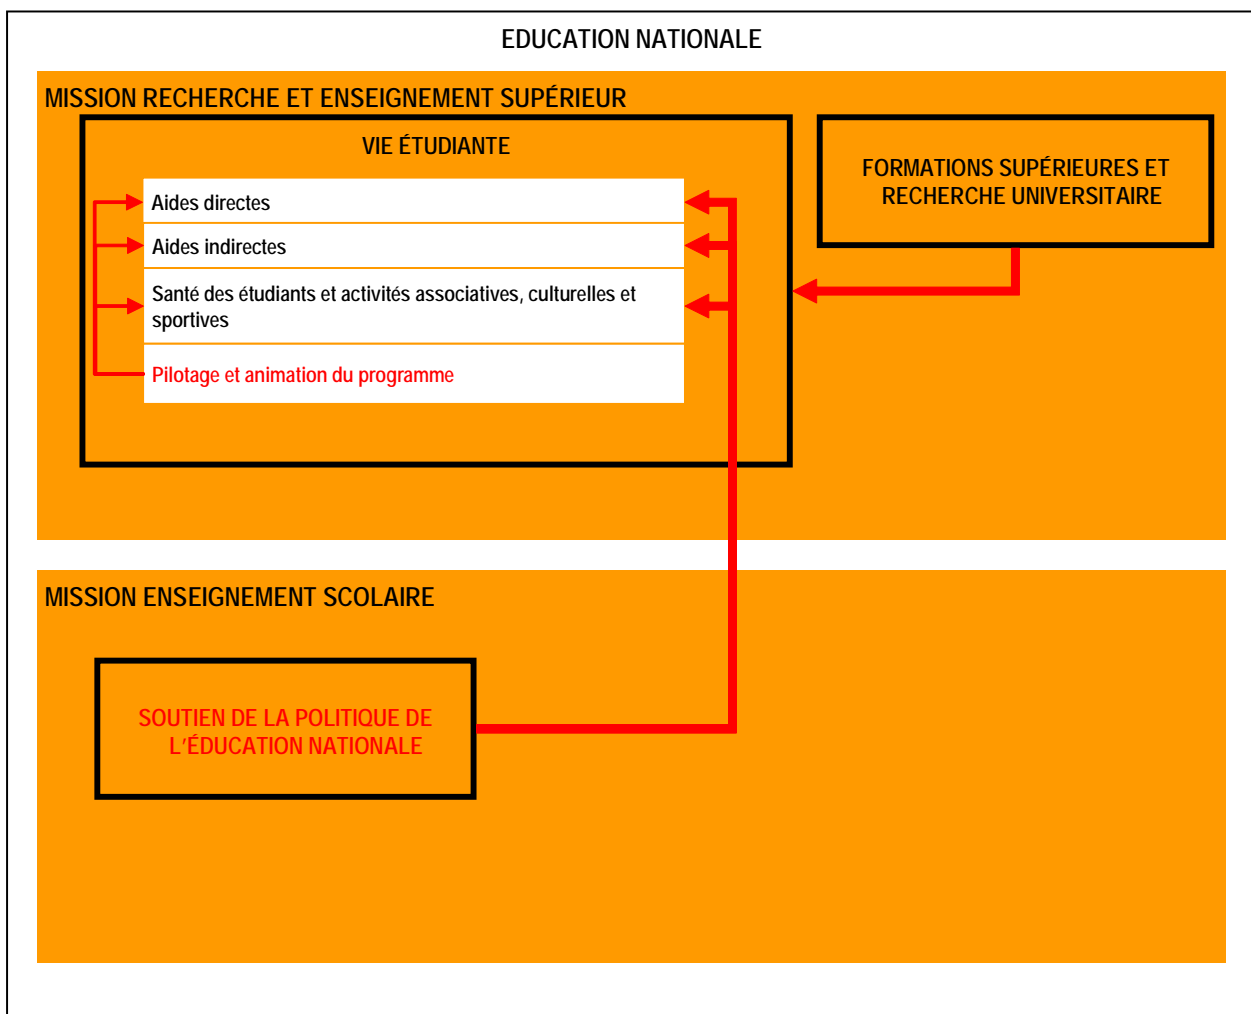 EDUCATION NATIONALE
MISSION RECHERCHE ET ENSEIGNEMENT SUPÉRIEUR
VIE ÉTUDIANTE
Aides directes
Aides indirectes
Santé des étudiants et activités associatives, culturelles et
sportives
Pilotage et animation du programme
FORMATIONS SUPÉRIEURES ET
RECHERCHE UNIVERSITAIRE
MISSION ENSEIGNEMENT SCOLAIRE
SOUTIEN DE LA POLITIQUE DE
L'ÉDUCATION NATIONALE